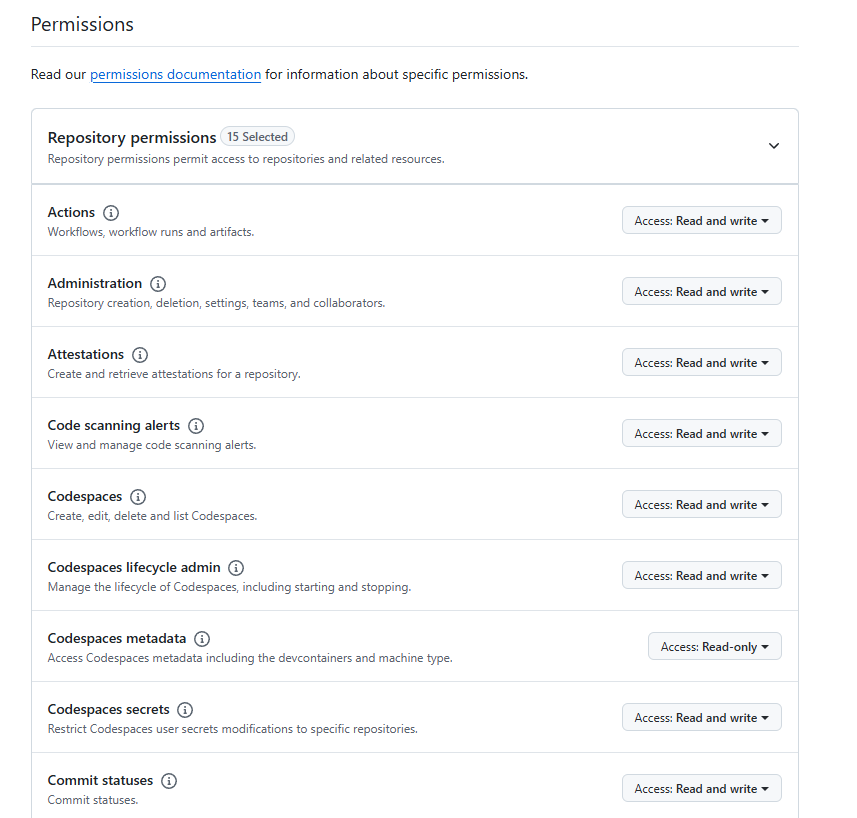 Permissions
Read our permissions documentation for information about specific permissions.
Repository permissions 15 Selected
Repository permissions permit access to repositories and related resources.
Actions
Workflows, workflow runs and artifacts.
Access: Read and write
Administration
Repository creation, deletion, settings, teams, and collaborators.
Access: Read and write
Attestations
Create and retrieve attestations for a repository.
Access: Read and write
Code scanning alerts
View and manage code scanning alerts.
Access: Read and write
Codespaces
Create, edit, delete and list Codespaces.
Access: Read and write
Codespaces lifecycle admin
Manage the lifecycle of Codespaces, including starting and stopping.
Access: Read and write
Codespaces metadata
Access Codespaces metadata including the devcontainers and machine type.
Access: Read-only
Codespaces secrets
Restrict Codespaces user secrets modifications to specific repositories.
Access: Read and write
Commit statuses
Commit statuses.
Access: Read and write